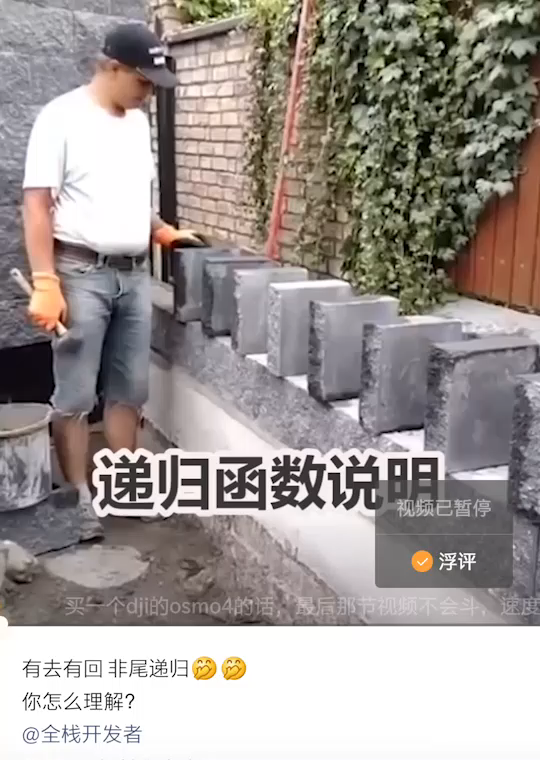 递归函数说明
视频已暂停
浮评
买一个dji的osmo4的话，最后那节视频不会斗，速度
有去有回 非尾递归🤭🤭
你怎么理解?
@全栈开发者